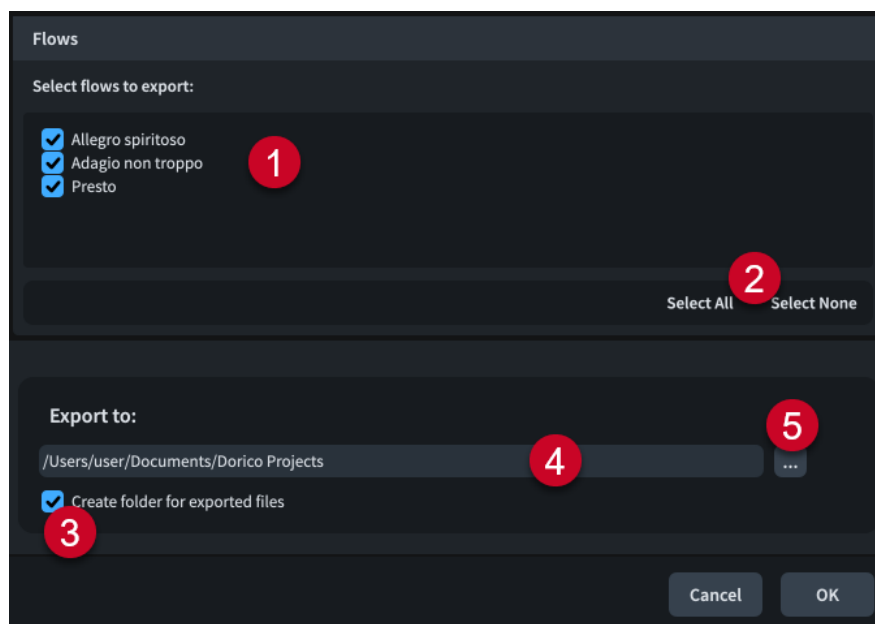 Flows
Select flows to export:
Allegro spiritoso
1
Adagio non troppo
Presto
2
Select All Select None
Export to:
5
/Users/user/Documents/Dorico Projects
4
...
Create folder for exported files
3
Cancel OK